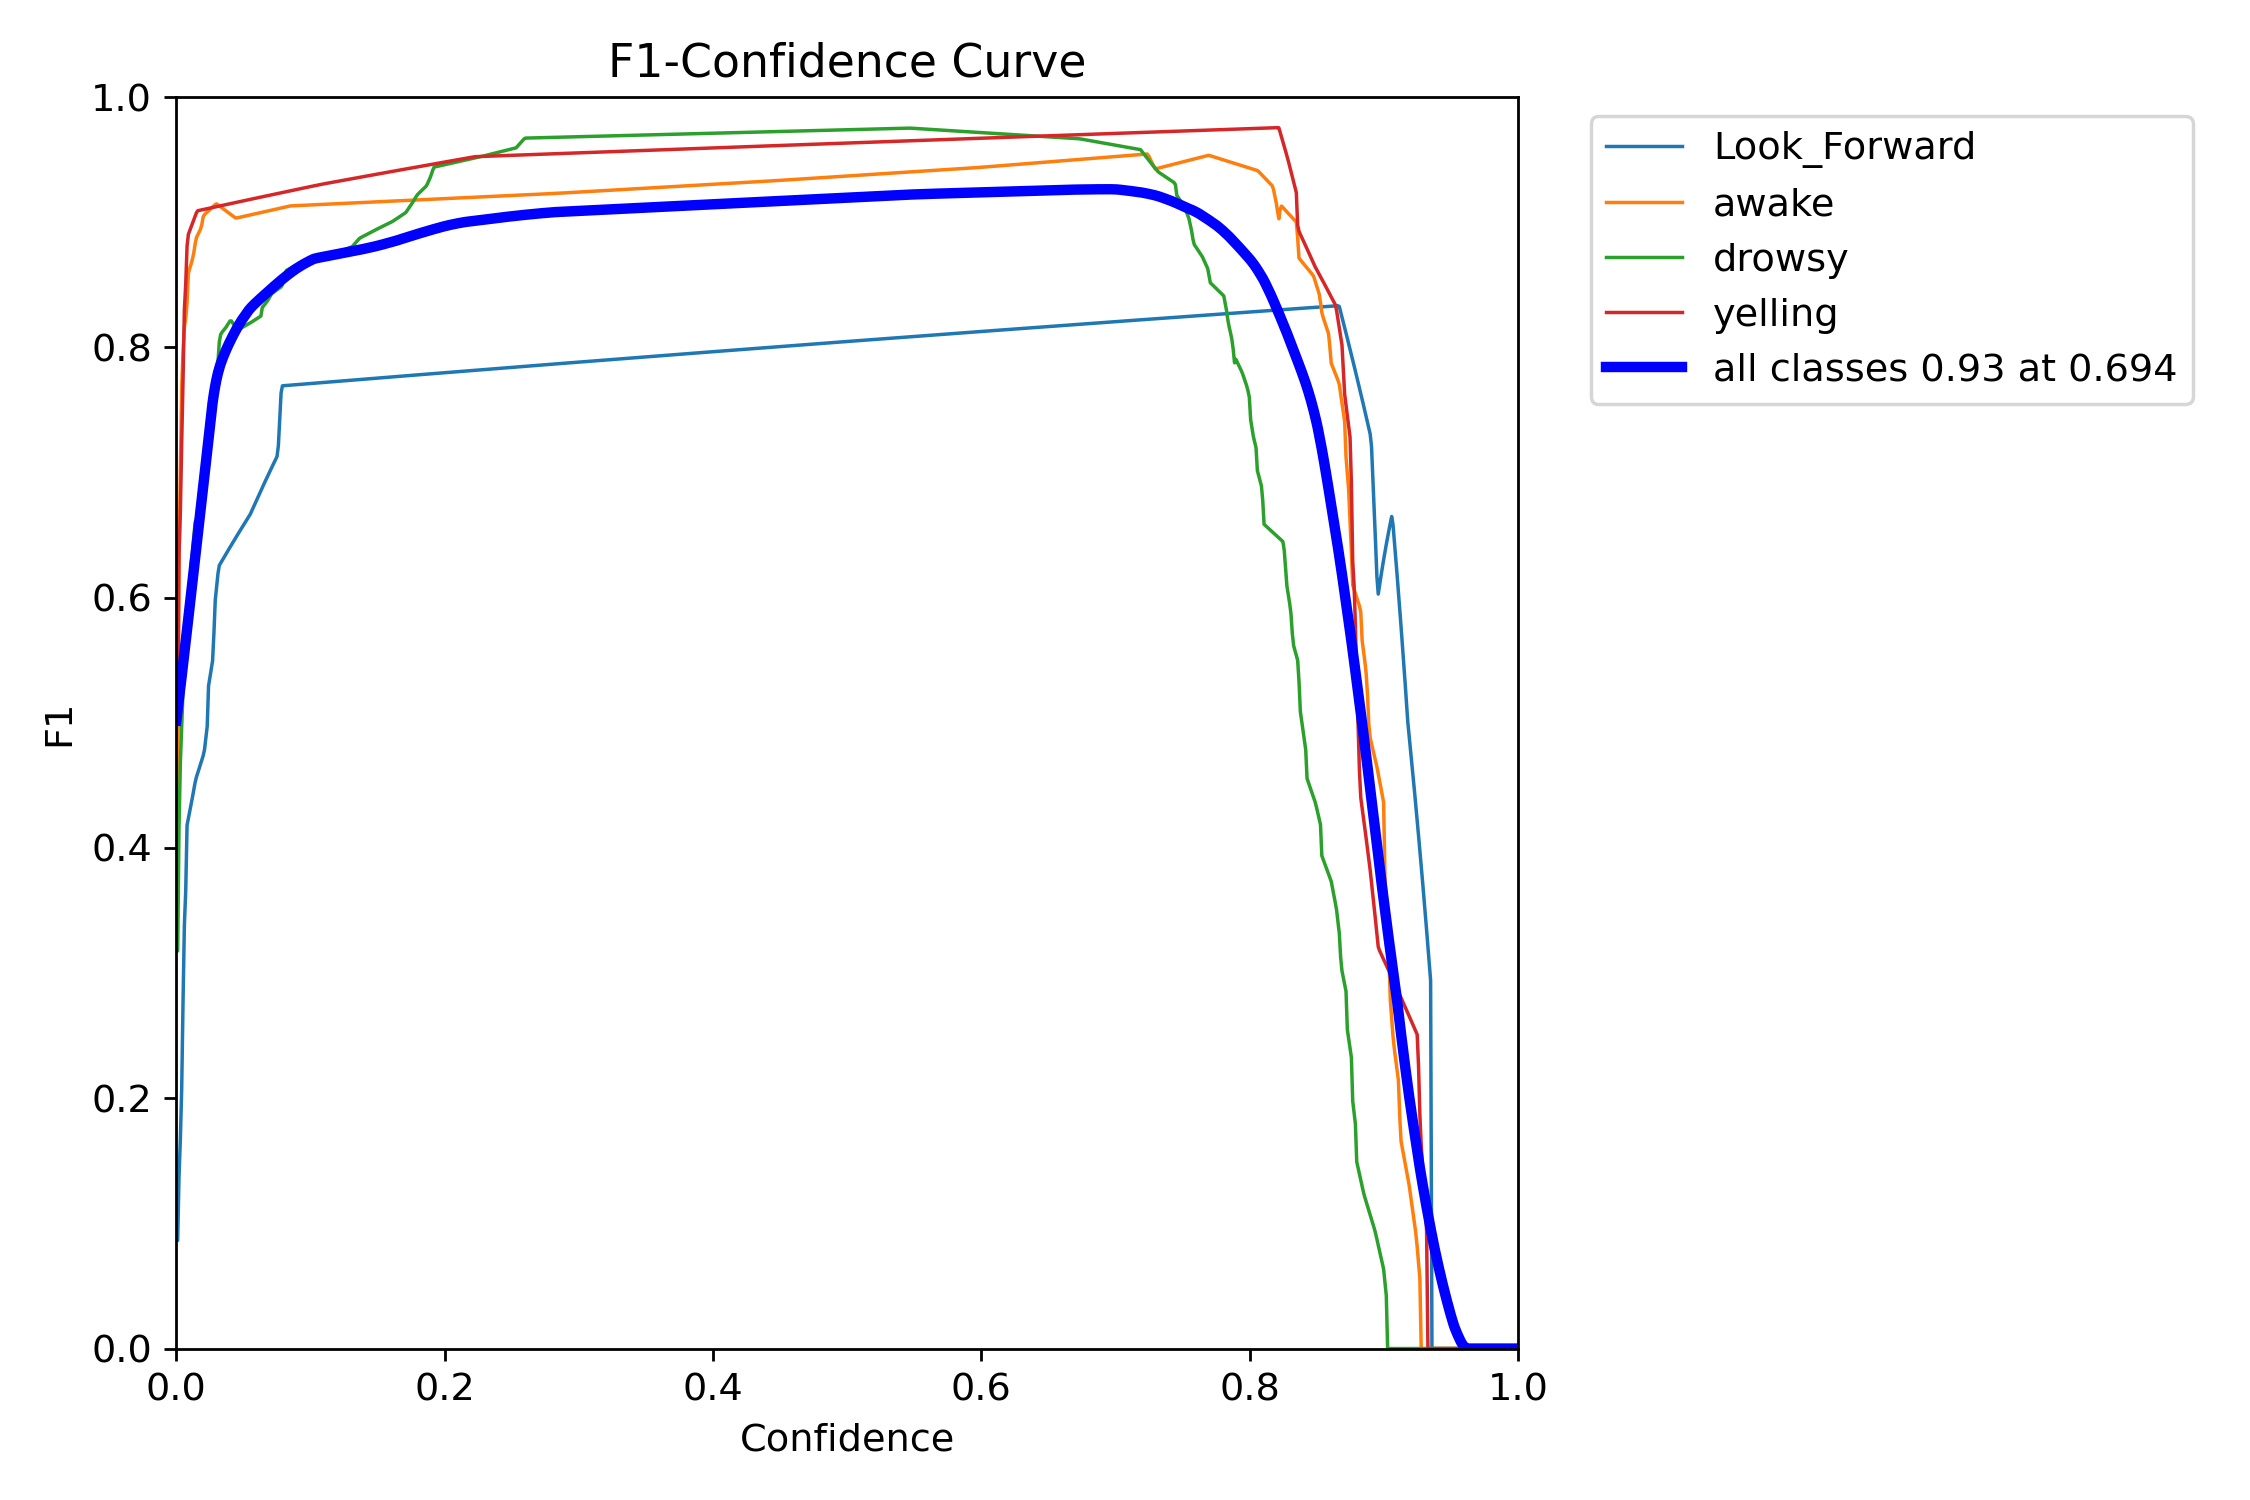 F1-Confidence Curve
1.0
0.8
0.6
0.4
0.2
0.0
F1
0.0 0.2 0.4 0.6 0.8 1.0
Confidence
Look_Forward
awake
drowsy
yelling
all classes 0.93 at 0.694